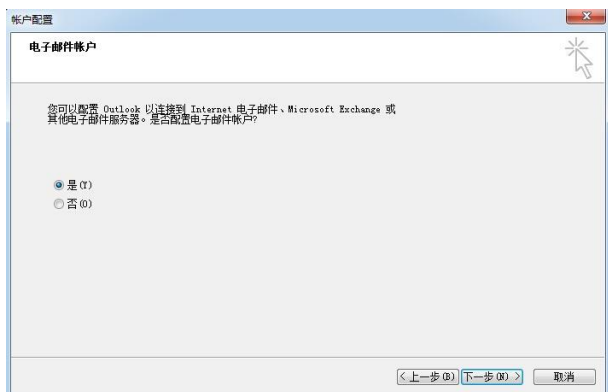 帐户配置
电子邮件帐户
您可以配置 Outlook 以连接到 Internet 电子邮件、Microsoft Exchange 或
其他电子邮件服务器。是否配置电子邮件帐户?
是(Y)
否(O)
< 上一步(B) 下一步(N) > 取消